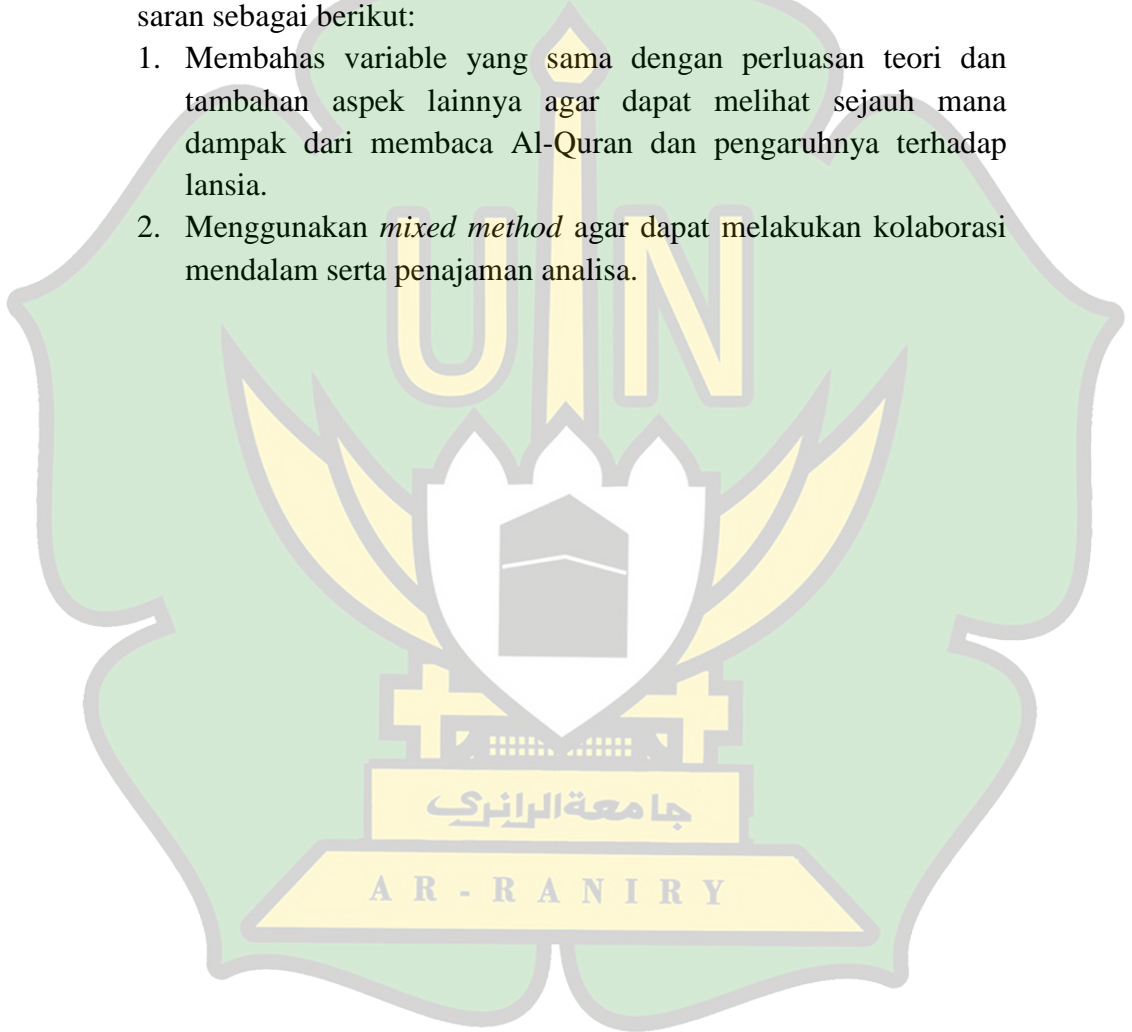 saran sebagai berikut:
1. Membahas variable yang sama dengan perluasan teori dan
tambahan aspek lainnya agar dapat melihat sejauh mana
dampak dari membaca Al-Quran dan pengaruhnya terhadap
lansia.
2. Menggunakan mixed method agar dapat melakukan kolaborasi
mendalam serta penajaman analisa.
UIN
جامعة الرانري
AR-RANIRY